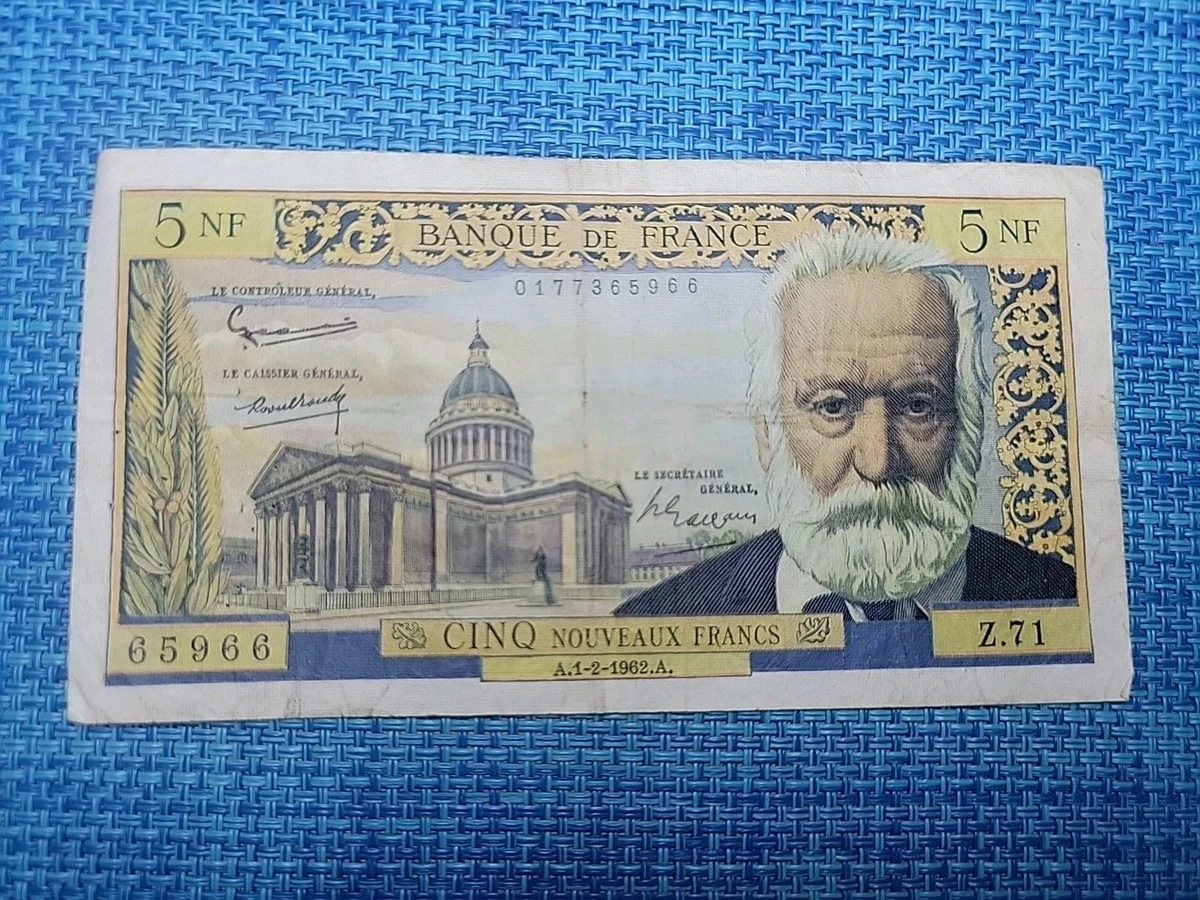 5 NF
BANQUE DE FRANCE
5 NF
0177365966
LE CONTRÔLEUR GÉNÉRAL,
LE CAISSIER GÉNÉRAL,
LE SECRÉTAIRE
GÉNÉRAL,
65966
CINQ NOUVEAUX FRANCS
Z.71
A.1-2-1962.A.